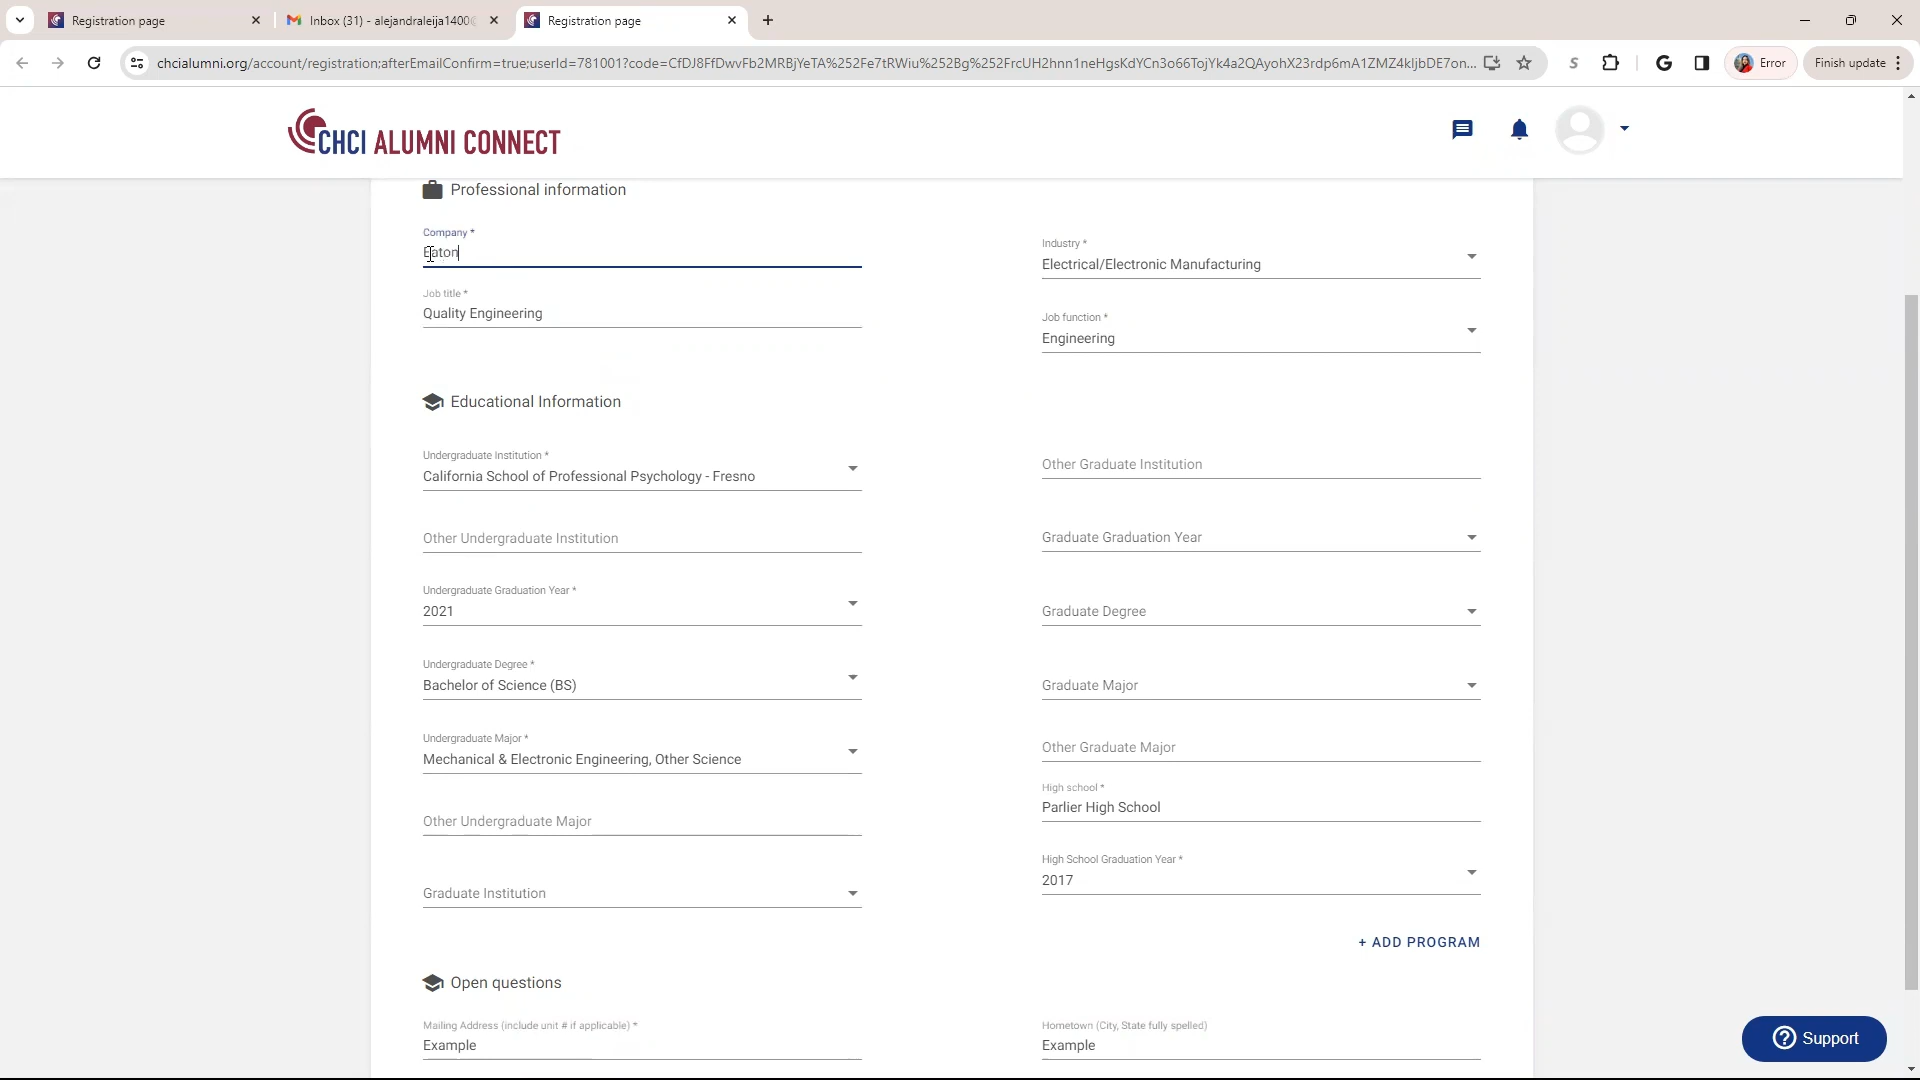 Registration page
Inbox (31) - alejandraleija1400
Registration page
chcialumni.org/account/registration;afterEmailConfirm=true;userId=781001?code=CfDJ8FfDwvFb2MRBjYeTA%252Fe7tRWiu%252Bg%252FrcUH2hnn1neHgsKdYCn3o66TojYk4a2QAyohX23rdp6mA1ZMZ4kIjbDE7on...
Error
Finish update
CHCI ALUMNI CONNECT
Professional information
Company *
Eaton
Industry *
Electrical/Electronic Manufacturing
Job title *
Quality Engineering
Job function *
Engineering
Educational Information
Undergraduate Institution *
California School of Professional Psychology - Fresno
Other Graduate Institution
Other Undergraduate Institution
Graduate Graduation Year
Undergraduate Graduation Year *
2021
Graduate Degree
Undergraduate Degree *
Bachelor of Science (BS)
Graduate Major
Undergraduate Major *
Mechanical & Electronic Engineering, Other Science
Other Graduate Major
High school *
Parlier High School
Other Undergraduate Major
High School Graduation Year *
2017
Graduate Institution
+ ADD PROGRAM
Open questions
Mailing Address (include unit # if applicable) *
Example
Hometown (City, State fully spelled)
Example
Support